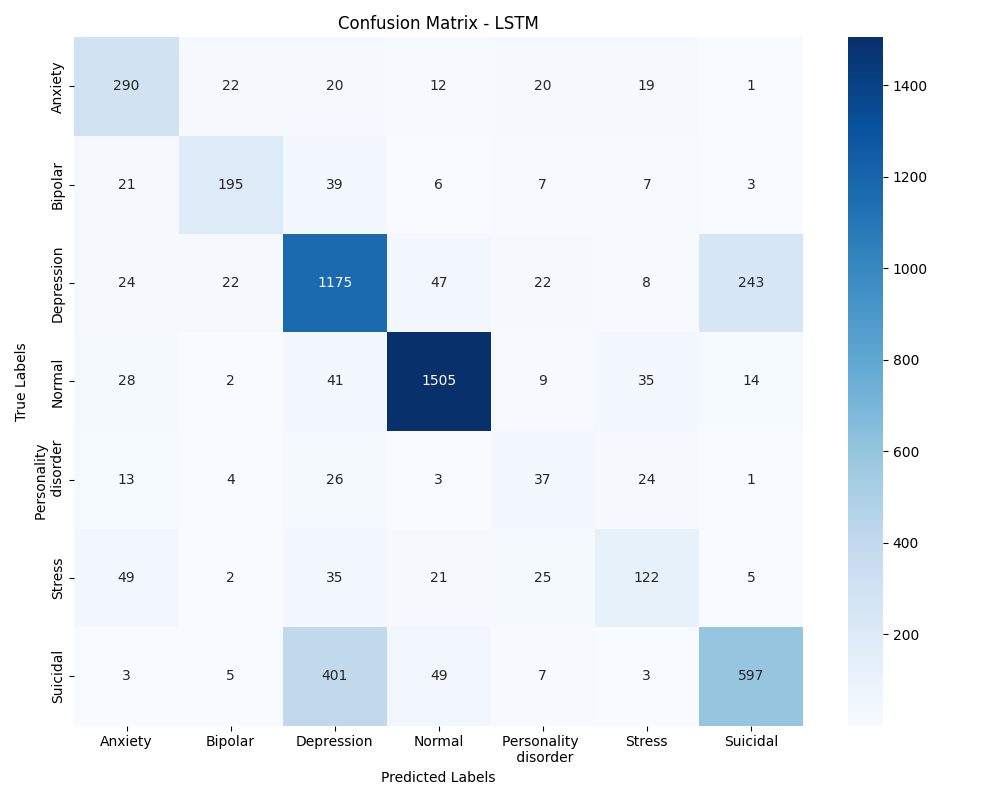 Confusion Matrix - LSTM
True Labels
Anxiety 290 22 20 12 20 19 1
Bipolar 21 195 39 6 7 7 3
Depression 24 22 1175 47 22 8 243
Normal 28 2 41 1505 9 35 14
Personality
disorder 13 4 26 3 37 24 1
Stress 49 2 35 21 25 122 5
Suicidal 3 5 401 49 7 3 597
Anxiety Bipolar Depression Normal Personality Stress Suicidal
disorder
Predicted Labels
1400
1200
1000
800
600
400
200